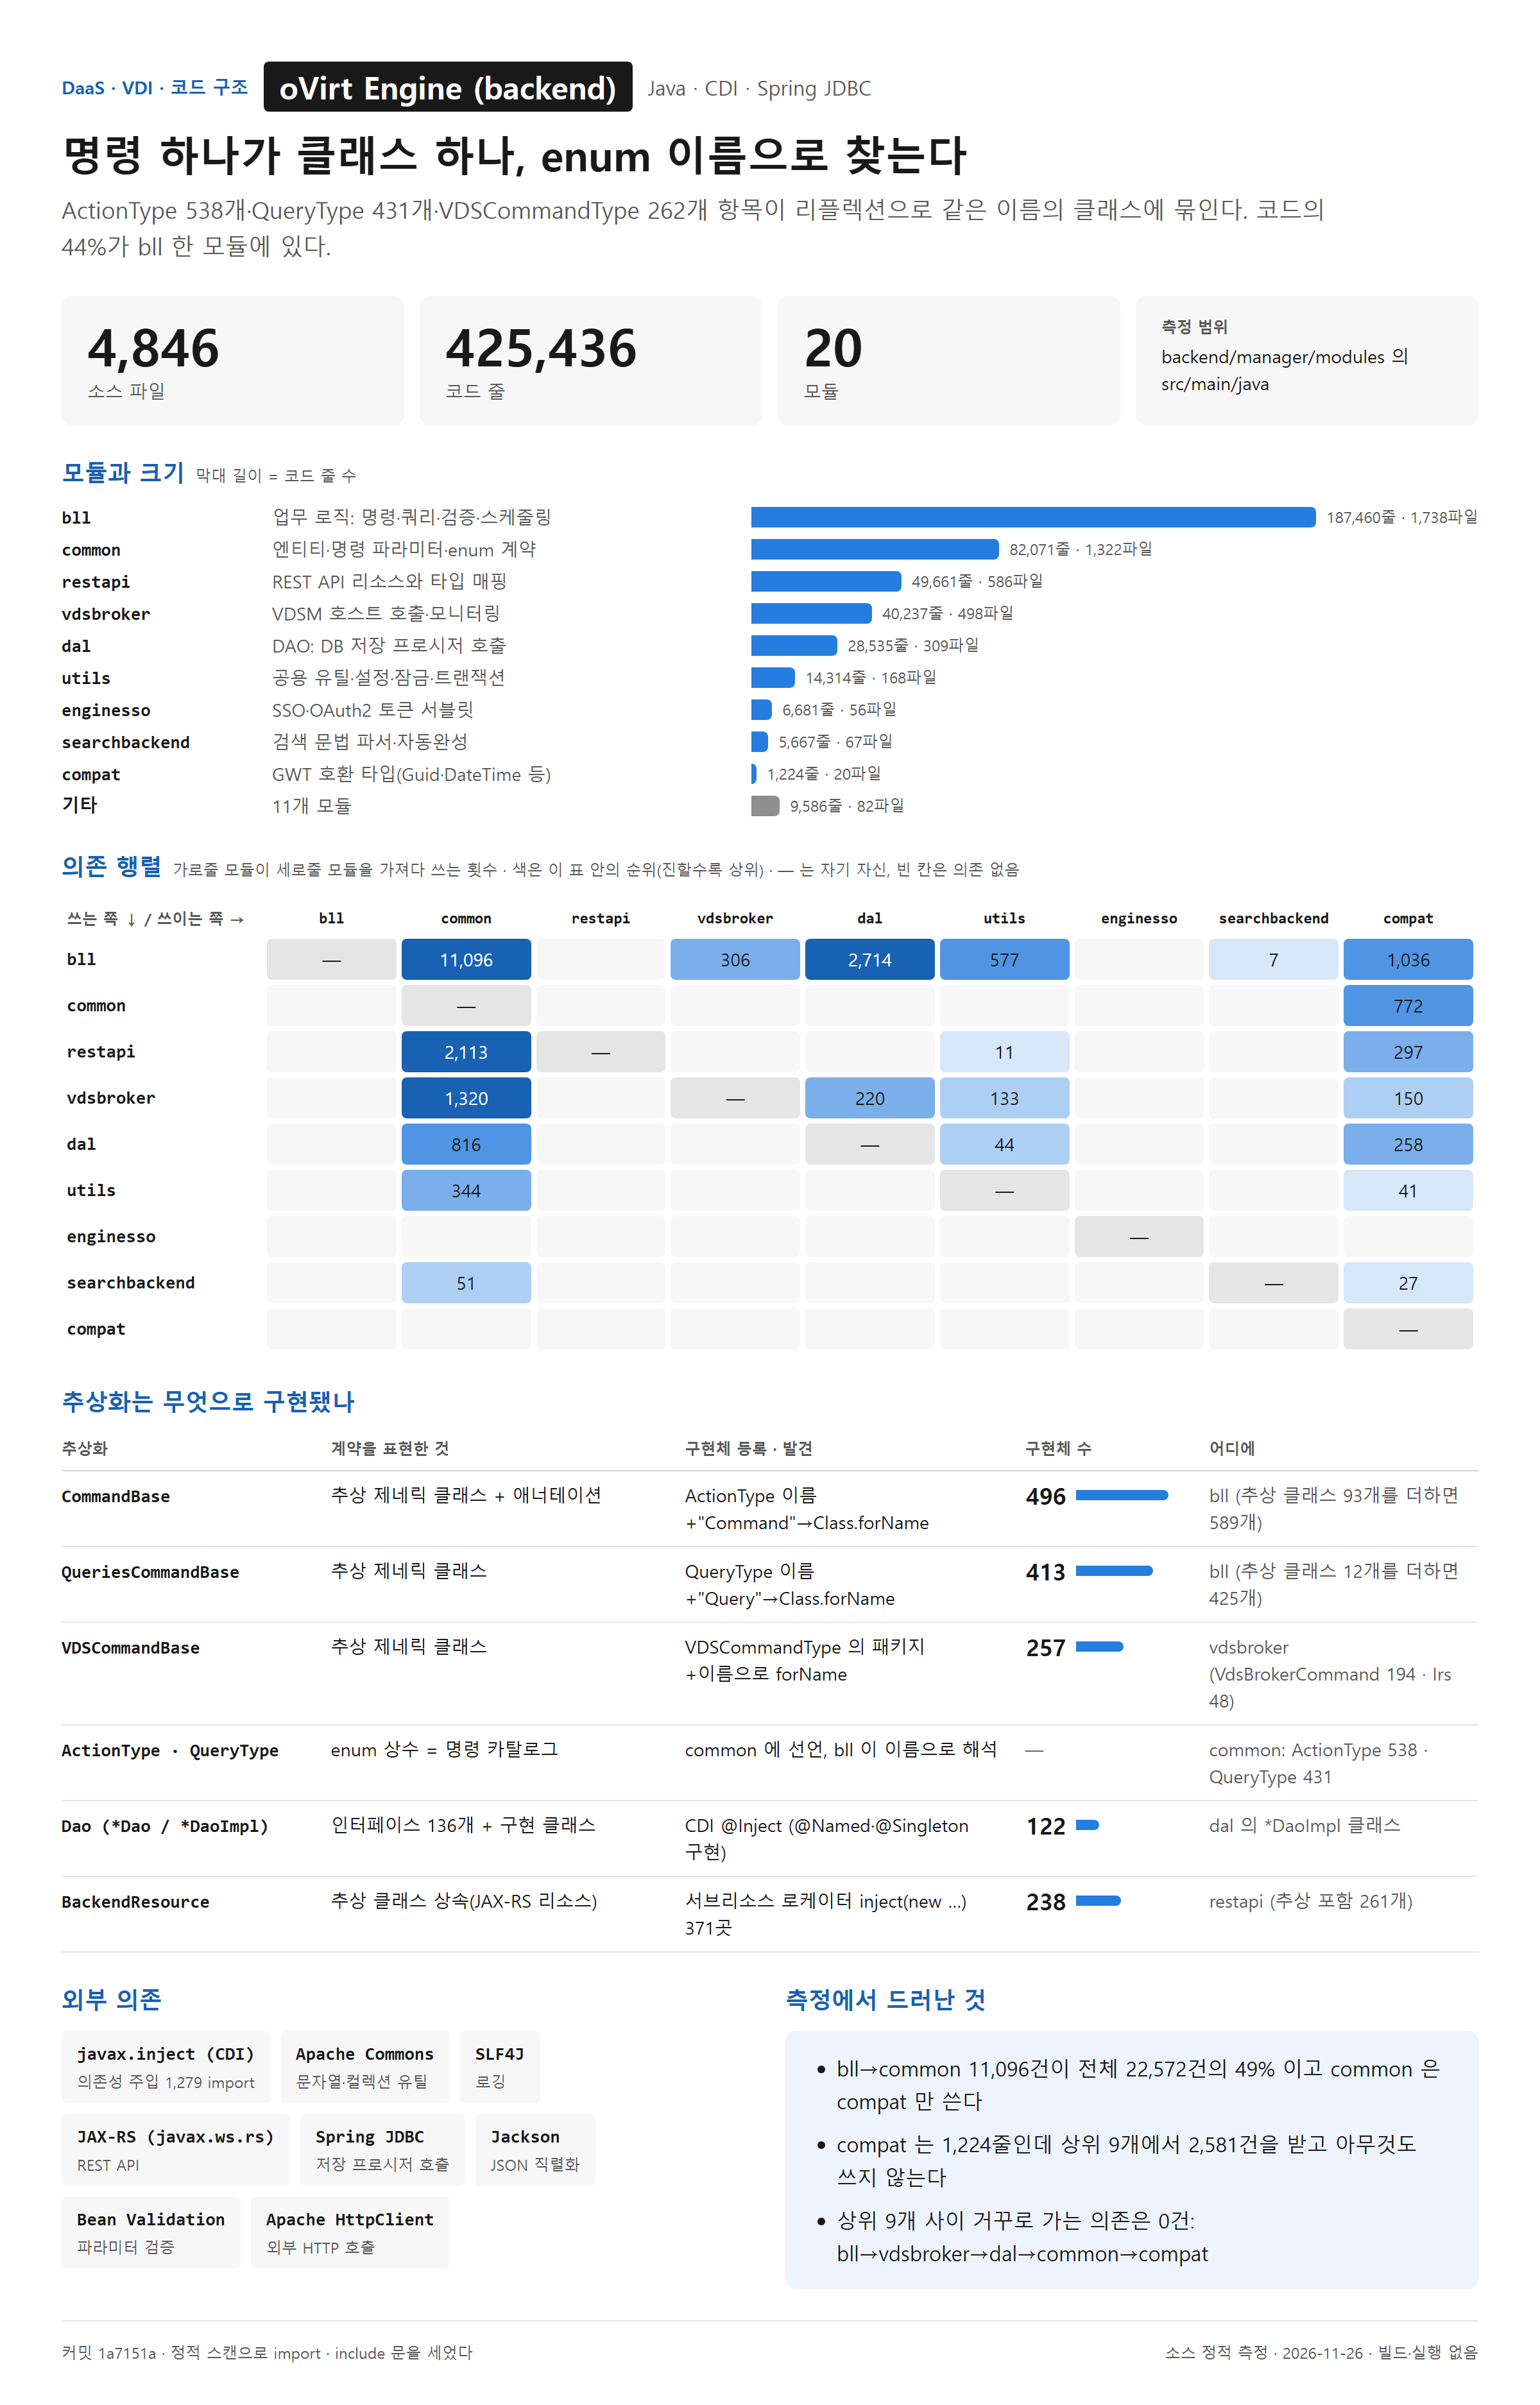 DaaS · VDI · 코드 구조 oVirt Engine (backend) Java · CDI · Spring JDBC
명령 하나가 클래스 하나, enum 이름으로 찾는다
ActionType 538개·QueryType 431개·VDSCommandType 262개 항목이 리플렉션으로 같은 이름의 클래스에 묶인다. 코드의
44%가 bll 한 모듈에 있다.
4,846
소스 파일
425,436
코드 줄
20
모듈
측정 범위
backend/manager/modules 의
src/main/java
모듈과 크기 막대 길이 = 코드 줄 수
bll 업무 로직: 명령·쿼리·검증·스케줄링 187,460줄 · 1,738파일
common 엔티티·명령 파라미터·enum 계약 82,071줄 · 1,322파일
restapi REST API 리소스와 타입 매핑 49,661줄 · 586파일
vdsbroker VDSM 호스트 호출·모니터링 40,237줄 · 498파일
dal DAO: DB 저장 프로시저 호출 28,535줄 · 309파일
utils 공용 유틸·설정·잠금·트랜잭션 14,314줄 · 168파일
enginesso SSO·OAuth2 토큰 서블릿 6,681줄 · 56파일
searchbackend 검색 문법 파서·자동완성 5,667줄 · 67파일
compat GWT 호환 타입(Guid·DateTime 등) 1,224줄 · 20파일
기타 11개 모듈 9,586줄 · 82파일
의존 행렬 가로줄 모듈이 세로줄 모듈을 가져다 쓰는 횟수 · 색은 이 표 안의 순위(진할수록 상위) · — 는 자기 자신, 빈 칸은 의존 없음
쓰는 쪽 ↓ / 쓰이는 쪽 → bll common restapi vdsbroker dal utils enginesso searchbackend compat
bll — 11,096 306 2,714 577 7 1,036
common — 772
restapi 2,113 — 11 297
vdsbroker 1,320 — 220 133 150
dal 816 — 44 258
utils 344 — 41
enginesso —
searchbackend 51 — 27
compat —
추상화는 무엇으로 구현됐나
추상화 계약을 표현한 것 구현체 등록 · 발견 구현체 수 어디에
CommandBase 추상 제네릭 클래스 + 애너테이션 ActionType 이름 496 bll (추상 클래스 93개를 더하면
+"Command"→Class.forName 589개)
QueriesCommandBase 추상 제네릭 클래스 QueryType 이름 413 bll (추상 클래스 12개를 더하면
+"Query"→Class.forName 425개)
VDSCommandBase 추상 제네릭 클래스 VDSCommandType 의 패키지 257 vdsbroker
+이름으로 forName (VdsBrokerCommand 194 · Irs
48)
ActionType · QueryType enum 상수 = 명령 카탈로그 common 에 선언, bll 이 이름으로 해석 — common: ActionType 538 ·
QueryType 431
Dao (*Dao / *DaoImpl) 인터페이스 136개 + 구현 클래스 CDI @Inject (@Named·@Singleton 122 dal 의 *DaoImpl 클래스
구현)
BackendResource 추상 클래스 상속(JAX-RS 리소스) 서브리소스 로케이터 inject(new …) 238 restapi (추상 포함 261개)
371곳
외부 의존
javax.inject (CDI) Apache Commons SLF4J
의존성 주입 1,279 import 문자열·컬렉션 유틸 로깅
JAX-RS (javax.ws.rs) Spring JDBC Jackson
REST API 저장 프로시저 호출 JSON 직렬화
Bean Validation Apache HttpClient
파라미터 검증 외부 HTTP 호출
측정에서 드러난 것
• bll→common 11,096건이 전체 22,572건의 49% 이고 common 은
compat 만 쓴다
• compat 는 1,224줄인데 상위 9개에서 2,581건을 받고 아무것도
쓰지 않는다
• 상위 9개 사이 거꾸로 가는 의존은 0건:
bll→vdsbroker→dal→common→compat
커밋 1a7151a · 정적 스캔으로 import · include 문을 세었다
소스 정적 측정 · 2026-11-26 · 빌드·실행 없음